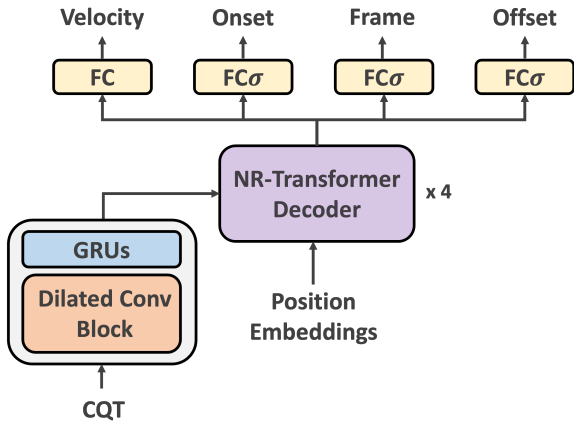 Velocity Onset Frame Offset
FC FCσ FCσ FCσ
NR-Transformer
Decoder
x 4
GRUs
Dilated Conv
Block
Position
Embeddings
CQT